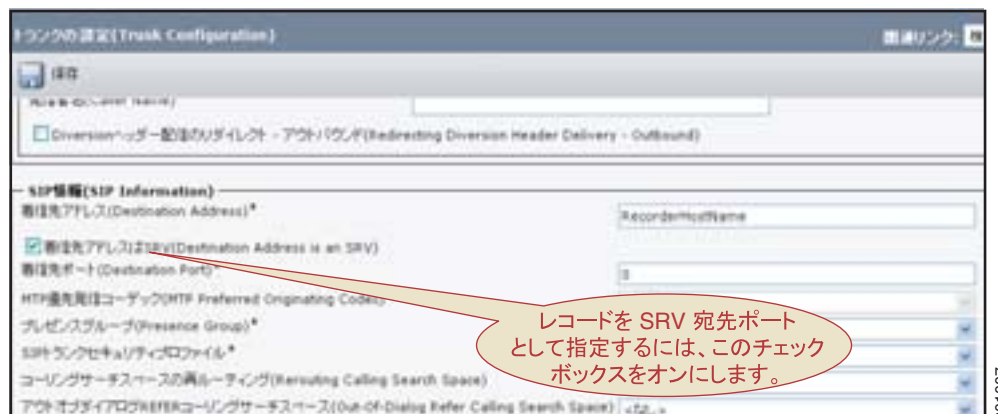 トランクの設定(Trunk Configuration)
関連リンク:
保存
(Caller Name)
Diversionヘッダー配信のリダイレクト - アウトバウンド(Redirecting Diversion Header Delivery - Outbound)
SIP情報(SIP Information)
着信先アドレス(Destination Address)*
RecorderHostName
着信先アドレスはSRV(Destination Address is an SRV)
着信先ポート(Destination Port)*
0
MTP優先発信コーデック(MTP Preferred Originating Codec)
プレゼンスグループ(Presence Group)*
SIPトランクセキュリティプロファイル*
コーリングサーチスペースの再ルーティング(Rerouting Calling Search Space)
アウトオブダイアログREFERコーリングサーチスペース(Out-Of-Dialog Refer Calling Search Space)
レコードを SRV 宛先ポート
として指定するには、このチェック
ボックスをオンにします。